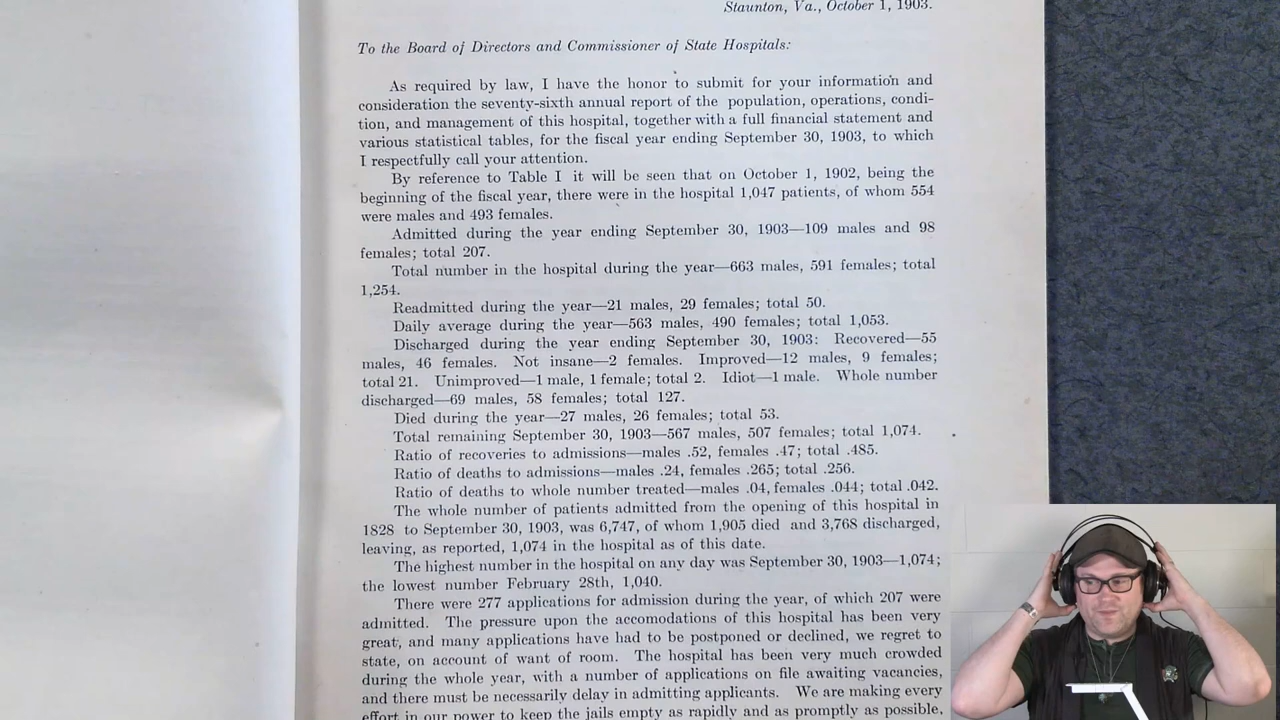 Staunton, Va., October 1, 1903.
To the Board of Directors and Commissioner of State Hospitals:
As required by law, I have the honor to submit for your information and
consideration the seventy-sixth annual report of the population, operations, condi-
tion, and management of this hospital, together with a full financial statement and
various statistical tables, for the fiscal year ending September 30, 1903, to which
I respectfully call your attention.
By reference to Table I it will be seen that on October 1, 1902, being the
beginning of the fiscal year, there were in the hospital 1,047 patients, of whom 554
were males and 493 females.
Admitted during the year ending September 30, 1903—109 males and 98
females; total 207.
Total number in the hospital during the year—663 males, 591 females; total
1,254.
Readmitted during the year—21 males, 29 females; total 50.
Daily average during the year—563 males, 490 females; total 1,053.
Discharged during the year ending September 30, 1903: Recovered—55
males, 46 females. Not insane—2 females. Improved—12 males, 9 females;
total 21. Unimproved—1 male, 1 female; total 2. Idiot—1 male. Whole number
discharged—69 males, 58 females; total 127.
Died during the year—27 males, 26 females; total 53.
Total remaining September 30, 1903—567 males, 507 females; total 1,074.
Ratio of recoveries to admissions—males .52, females .47; total .485.
Ratio of deaths to admissions—males .24, females .265; total .256.
Ratio of deaths to whole number treated—males .04, females .044; total .042.
The whole number of patients admitted from the opening of this hospital in
1828 to September 30, 1903, was 6,747, of whom 1,905 died and 3,768 discharged,
leaving, as reported, 1,074 in the hospital as of this date.
The highest number in the hospital on any day was September 30, 1903—1,074;
the lowest number February 28th, 1,040.
There were 277 applications for admission during the year, of which 207 were
admitted. The pressure upon the accomodations of this hospital has been very
great, and many applications have had to be postponed or declined, we regret to
state, on account of want of room. The hospital has been very much crowded
during the whole year, with a number of applications on file awaiting vacancies,
and there must be necessarily delay in admitting applicants. We are making every
effort in our power to keep the jails empty as rapidly and as promptly as possible,